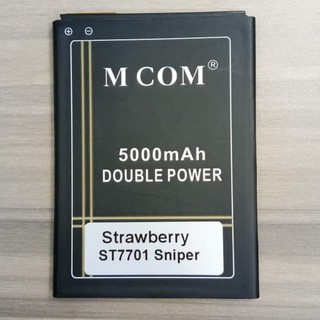 M COM®
5000mAh
DOUBLE POWER
Strawberry
ST7701 Sniper